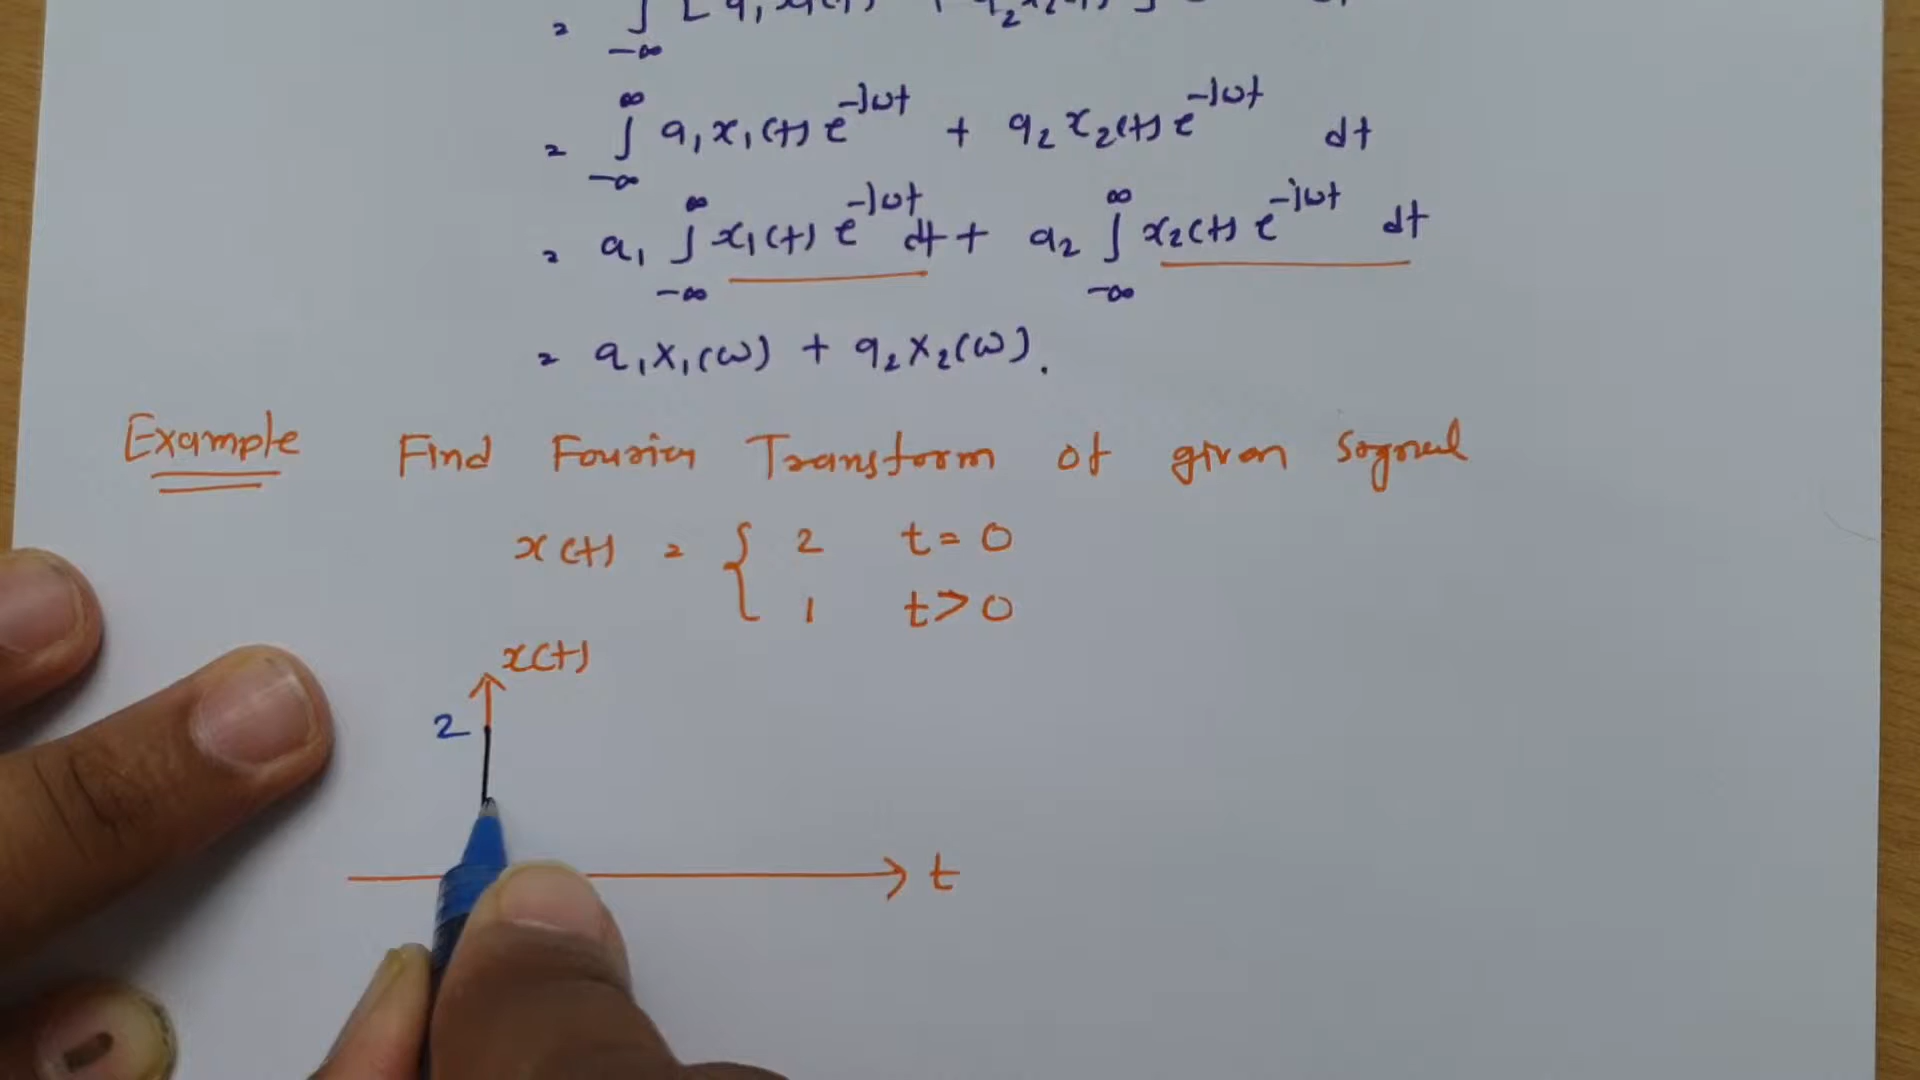 = ∫ -∞
= ∫_{-∞}^{∞} a₁x₁(t) e^{-jωt} + a₂x₂(t) e^{-jωt} dt
= a₁ ∫_{-∞}^{∞} x₁(t) e^{-jωt} dt + a₂ ∫_{-∞}^{∞} x₂(t) e^{-jωt} dt
= a₁X₁(ω) + a₂X₂(ω).
Example Find Fourier Transform of given Signal
x(t) = { 2 t = 0
1 t > 0
x(t)
2
t